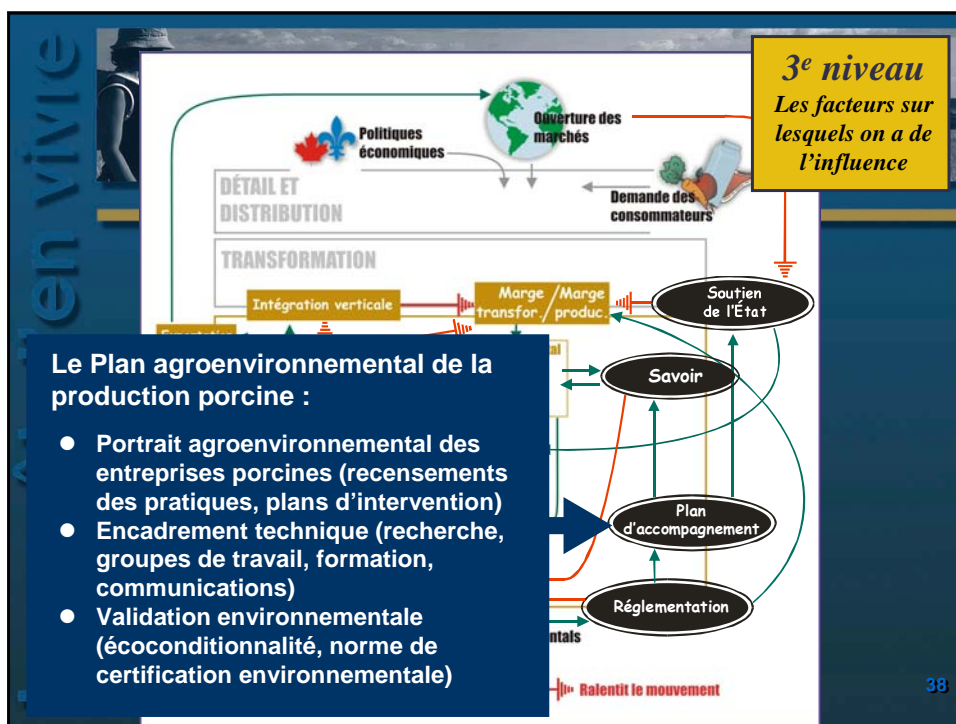 en vivre
3e niveau
Les facteurs sur
lesquels on a de
l'influence
Ouverture des
marchés
Politiques
économiques
DÉTAIL ET
DISTRIBUTION
Demande des
consommateurs
TRANSFORMATION
Intégration verticale
Marge / Marge
transfor. / produc.
Soutien
de l'État
Savoir
Le Plan agroenvironnemental de la
production porcine :
● Portrait agroenvironnemental des
entreprises porcines (recensements
des pratiques, plans d'intervention)
● Encadrement technique (recherche,
groupes de travail, formation,
communications)
● Validation environnementale
(écoconditionnalité, norme de
certification environnementale)
Plan
d'accompagnement
Réglementation
ntals
Ralentit le mouvement
38